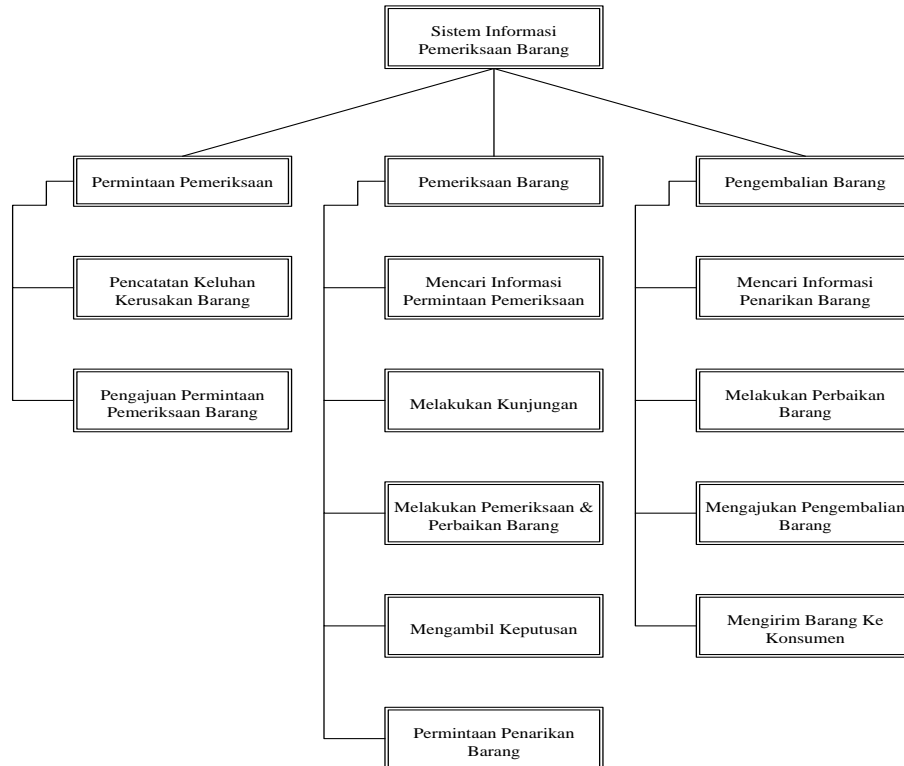 Sistem Informasi
Pemeriksaan Barang
Permintaan Pemeriksaan
Pencatatan Keluhan
Kerusakan Barang
Pengajuan Permintaan
Pemeriksaan Barang
Pemeriksaan Barang
Mencari Informasi
Permintaan Pemeriksaan
Melakukan Kunjungan
Melakukan Pemeriksaan &
Perbaikan Barang
Mengambil Keputusan
Permintaan Penarikan
Barang
Pengembalian Barang
Mencari Informasi
Penarikan Barang
Melakukan Perbaikan
Barang
Mengajukan Pengembalian
Barang
Mengirim Barang Ke
Konsumen